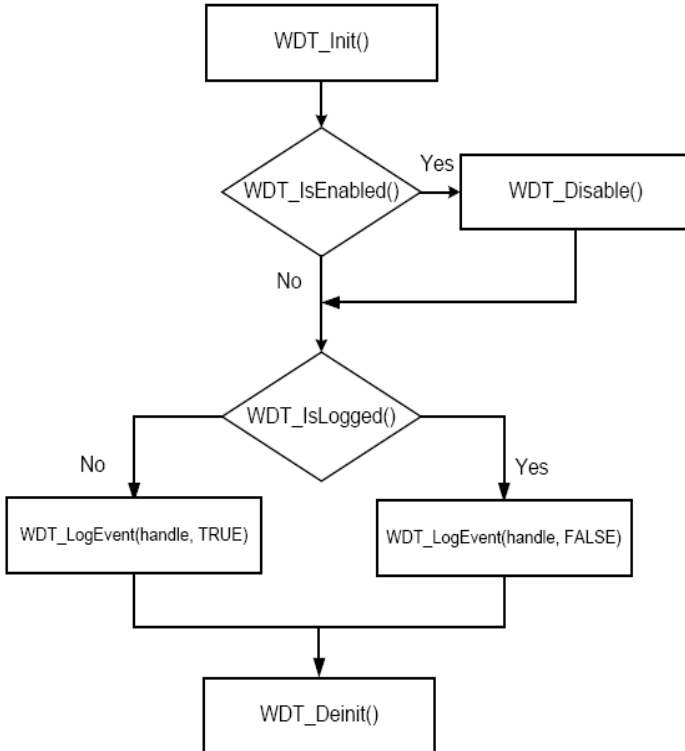 WDT_Init()
WDT_IsEnabled()
Yes
WDT_Disable()
No
WDT_IsLogged()
No
Yes
WDT_LogEvent(handle, TRUE)
WDT_LogEvent(handle, FALSE)
WDT_Deinit()